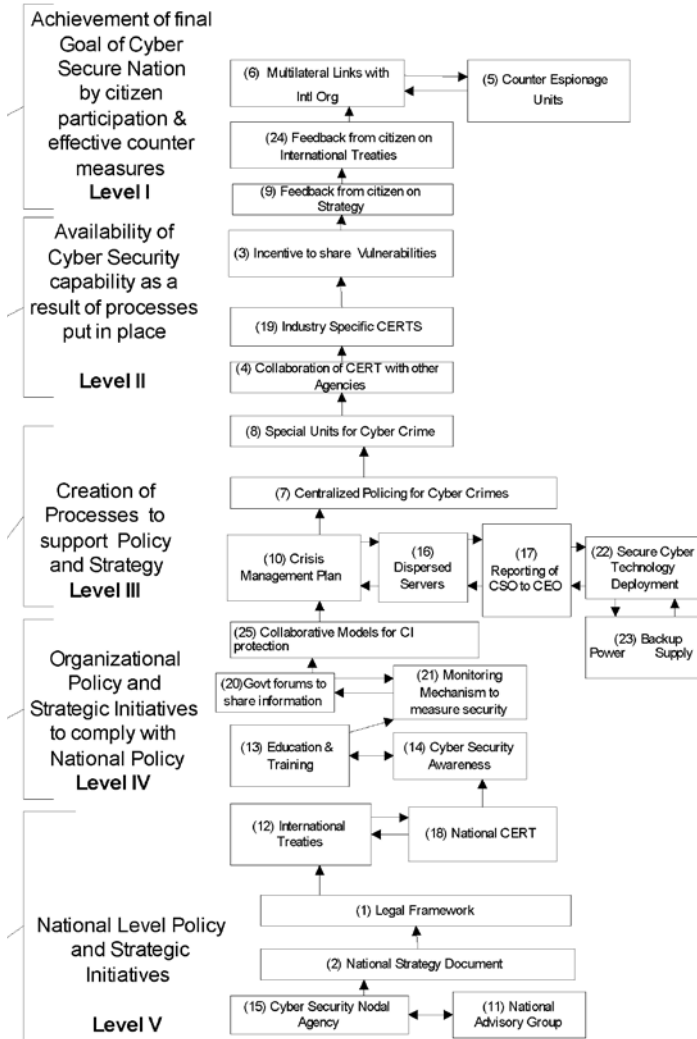 Achievement of final
Goal of Cyber
Secure Nation
by citizen
participation &
effective counter
measures
Level I
(6) Multilateral Links with
Intl Org
(5) Counter Espionage
Units
(24) Feedback from citizen on
International Treaties
(9) Feedback from citizen on
Strategy
Availability of
Cyber Security
capability as a
result of processes
put in place
Level II
(3) Incentive to share Vulnerabilities
(19) Industry Specific CERTS
(4) Collaboration of CERT with other
Agencies
Creation of
Processes to
support Policy
and Strategy
Level III
(8) Special Units for Cyber Crime
(7) Centralized Policing for Cyber Crimes
(10) Crisis
Management Plan
(16)
Dispersed
Servers
(17)
Reporting of
CSO to CEO
(22) Secure Cyber
Technology
Deployment
(23) Backup
Power Supply
Organizational
Policy and
Strategic Initiatives
to comply with
National Policy
Level IV
(25) Collaborative Models for CI
protection
(20)Govt forums to
share information
(21) Monitoring
Mechanism to
measure security
(13) Education &
Training
(14) Cyber Security
Awareness
National Level Policy
and Strategic
Initiatives
Level V
(12) International
Treaties
(18) National CERT
(1) Legal Framework
(2) National Strategy Document
(15) Cyber Security Nodal
Agency
(11) National
Advisory Group